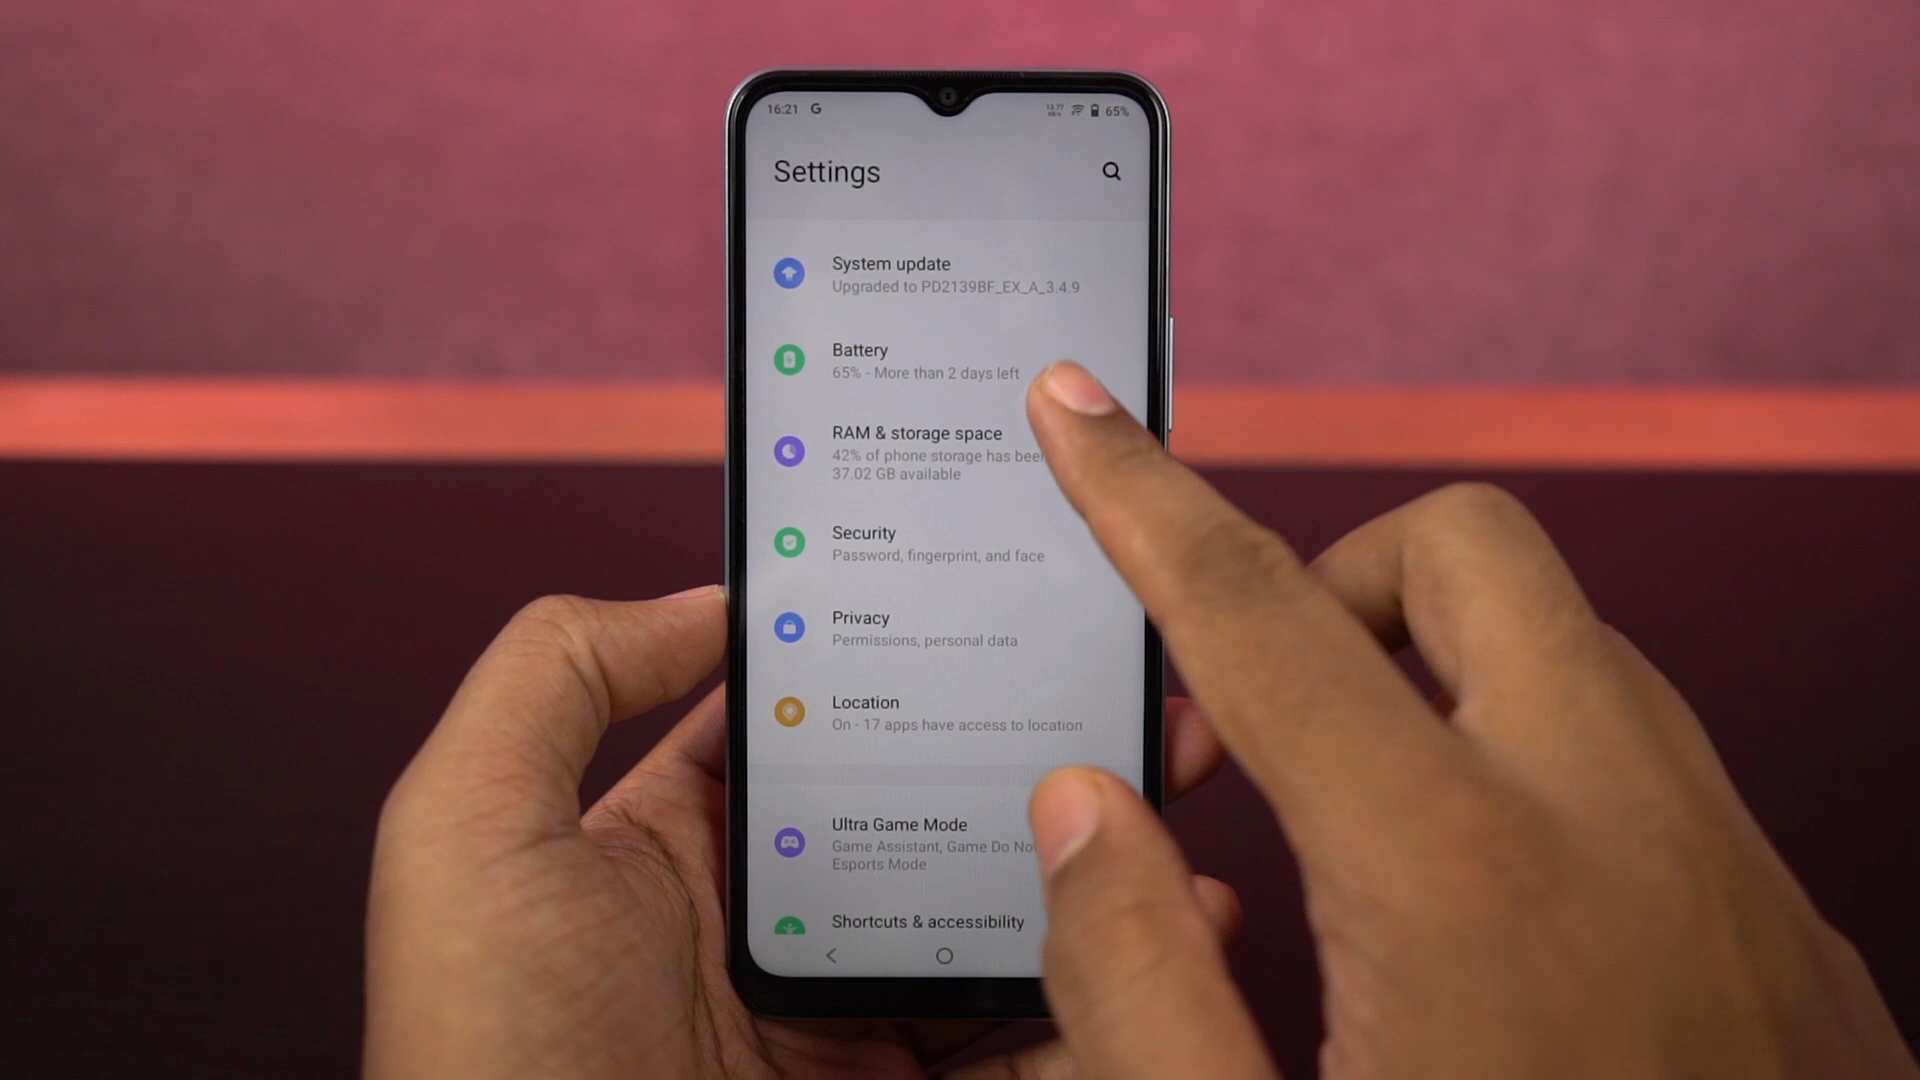 16:21 G
65%
Settings
System update
Upgraded to PD2139BF_EX_A_3.4.9
Battery
65% - More than 2 days left
RAM & storage space
42% of phone storage has
37.02 GB available
Security
Password, fingerprint, and face
Privacy
Permissions, personal data
Location
On - 17 apps have access to location
Ultra Game Mode
Game Assistant, Game Do
Esports Mode
Shortcuts & accessibility